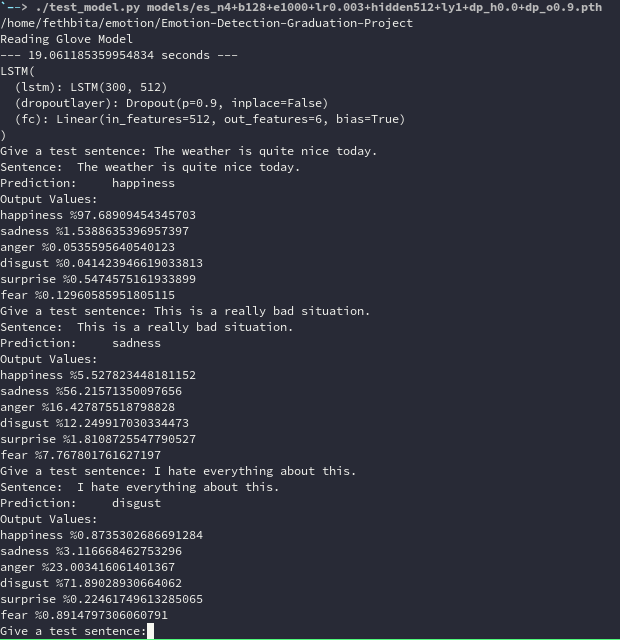 `--> ./test_model.py models/es_n4+b128+e1000+lr0.003+hidden512+ly1+dp_h0.0+dp_o0.9.pth
/home/fethbita/emotion/Emotion-Detection-Graduation-Project
Reading Glove Model
--- 19.061185359954834 seconds ---
LSTM(
  (lstm): LSTM(300, 512)
  (dropoutlayer): Dropout(p=0.9, inplace=False)
  (fc): Linear(in_features=512, out_features=6, bias=True)
)
Give a test sentence: The weather is quite nice today.
Sentence:  The weather is quite nice today.
Prediction:     happiness
Output Values:
happiness %97.68909454345703
sadness %1.5388635396957397
anger %0.0535595640540123
disgust %0.041423946619033813
surprise %0.5474575161933899
fear %0.12960585951805115
Give a test sentence: This is a really bad situation.
Sentence:  This is a really bad situation.
Prediction:     sadness
Output Values:
happiness %5.527823448181152
sadness %56.21571350097656
anger %16.427875518798828
disgust %12.249917030334473
surprise %1.8108725547790527
fear %7.767801761627197
Give a test sentence: I hate everything about this.
Sentence:  I hate everything about this.
Prediction:     disgust
Output Values:
happiness %0.8735302686691284
sadness %3.116668462753296
anger %23.003416061401367
disgust %71.89028930664062
surprise %0.22461749613285065
fear %0.8914797306060791
Give a test sentence: